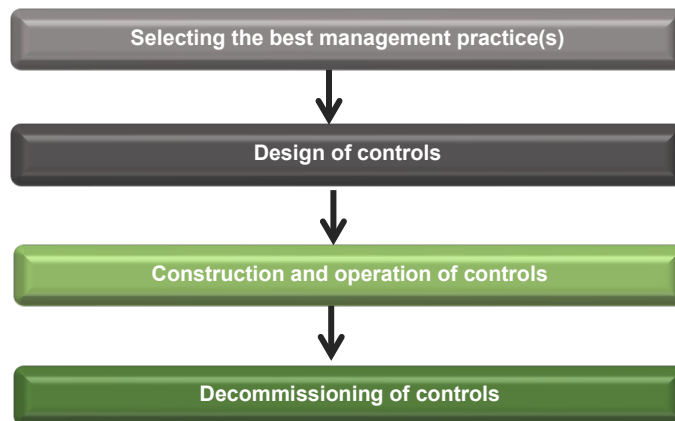 Selecting the best management practice(s)
Design of controls
Construction and operation of controls
Decommissioning of controls